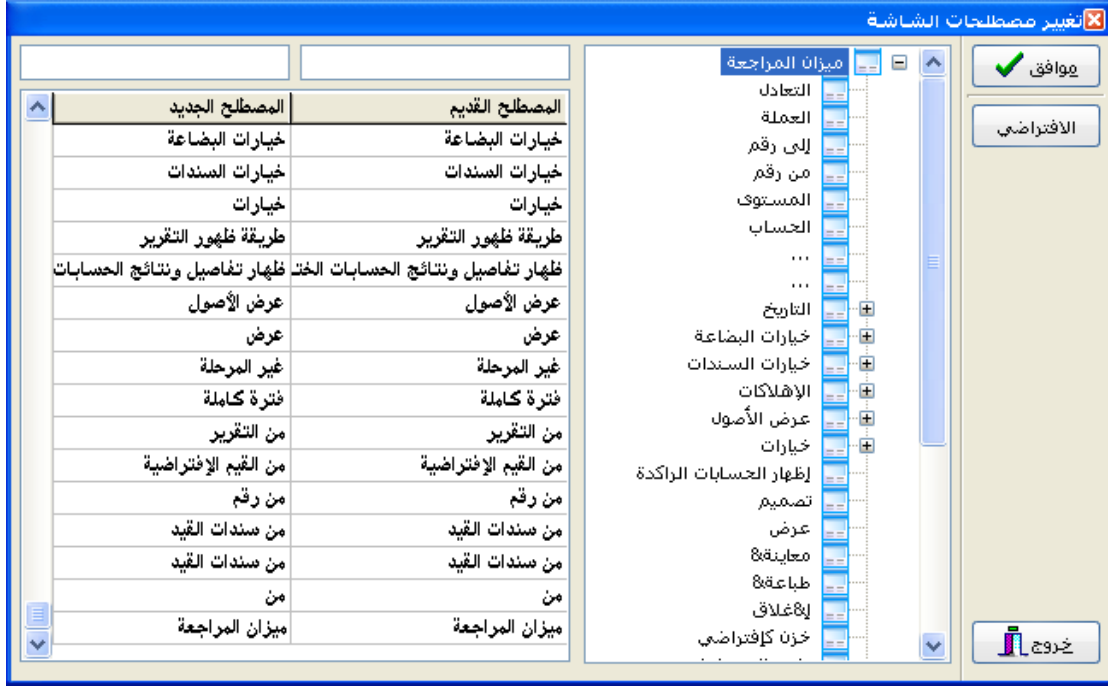 تغيير مصطلحات الشاشة
موافق
الافتراضي
خروج
ميزان المراجعة
التعادل
العملة
إلى رقم
من رقم
المستوى
الحساب
...
...
التاريخ
خيارات البضاعة
خيارات السندات
الإهلاكات
عرض الأصول
خيارات
إظهار الحسابات الراكدة
تصميم
عرض
معاينة&
طباعة&
إ&غلاق
خزن كإفتراضي
المصطلح القديم المصطلح الجديد
خيارات البضاعة خيارات البضاعة
خيارات السندات خيارات السندات
خيارات خيارات
طريقة ظهور التقرير طريقة ظهور التقرير
ظهار تفاصيل ونتائج الحسابات الخت ظهار تفاصيل ونتائج الحسابات
عرض الأصول عرض الأصول
عرض عرض
غير المرحلة غير المرحلة
فترة كاملة فترة كاملة
من التقرير من التقرير
من القيم الإفتراضية من القيم الإفتراضية
من رقم من رقم
من سندات القيد من سندات القيد
من سندات القيد من سندات القيد
من من
ميزان المراجعة ميزان المراجعة